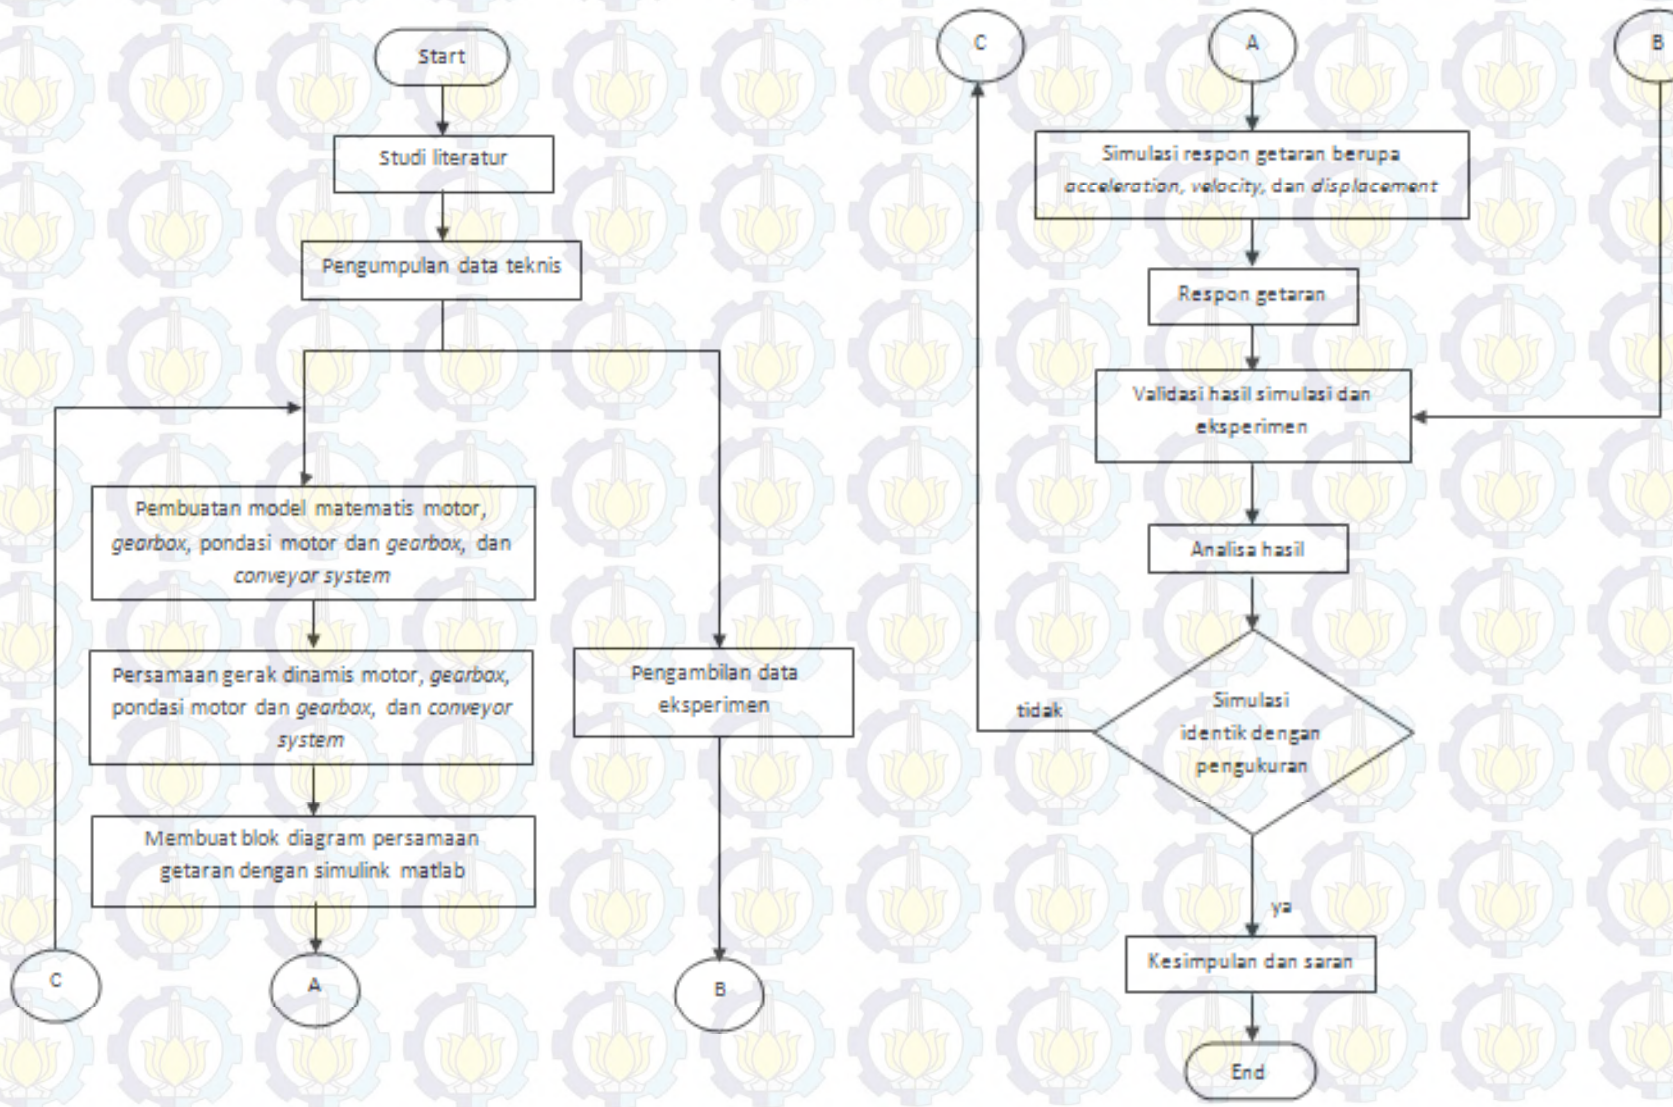 Start
Studi literatur
Pengumpulan data teknis
Pembuatan model matematis motor,
gearbox, pondasi motor dan gearbox, dan
conveyor system
Persamaan gerak dinamis motor, gearbox,
pondasi motor dan gearbox, dan conveyor
system
Membuat blok diagram persamaan
getaran dengan simulink matlab
Pengambilan data
eksperimen
C
A
B
C
A
B
Simulasi respon getaran berupa
acceleration, velocity, dan displacement
Respon getaran
Validasi hasil simulasi dan
eksperimen
Analisa hasil
Simulasi
identik dengan
pengukuran
tidak
ya
Kesimpulan dan saran
End